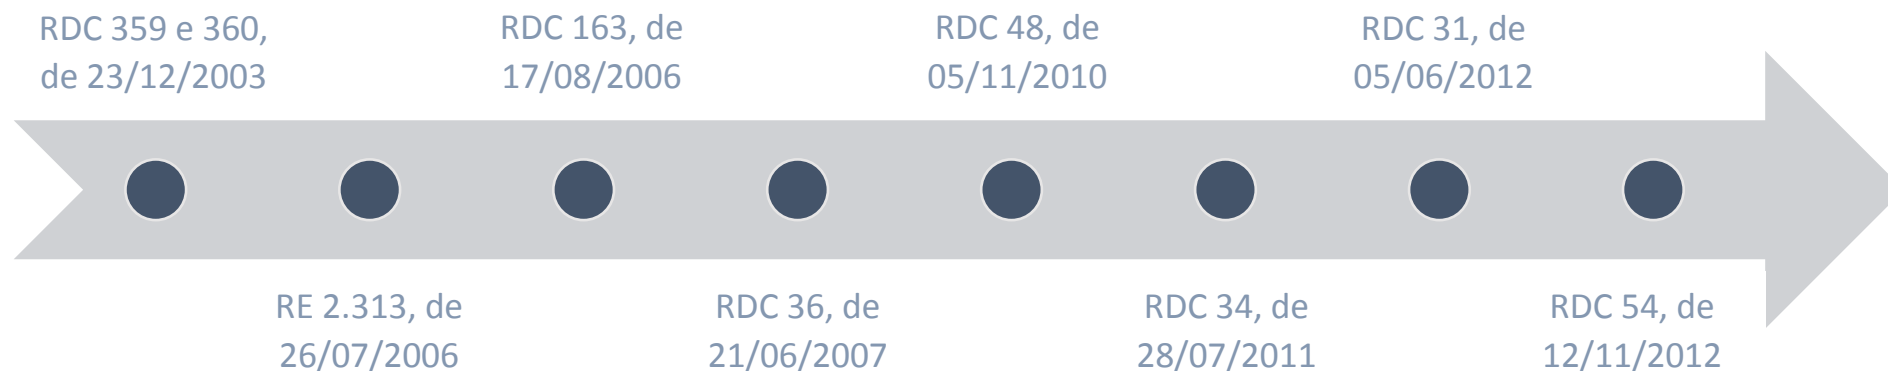 RDC 359 e 360,
de 23/12/2003
RDC 163, de
17/08/2006
RDC 48, de
05/11/2010
RDC 31, de
05/06/2012
RE 2.313, de
26/07/2006
RDC 36, de
21/06/2007
RDC 34, de
28/07/2011
RDC 54, de
12/11/2012